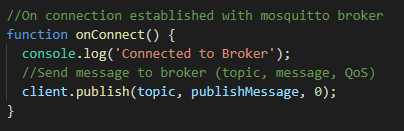 //On connection established with mosquitto broker
function onConnect() {
  console.log('Connected to Broker');
  //Send message to broker (topic, message, QoS)
  client.publish(topic, publishMessage, 0);
}